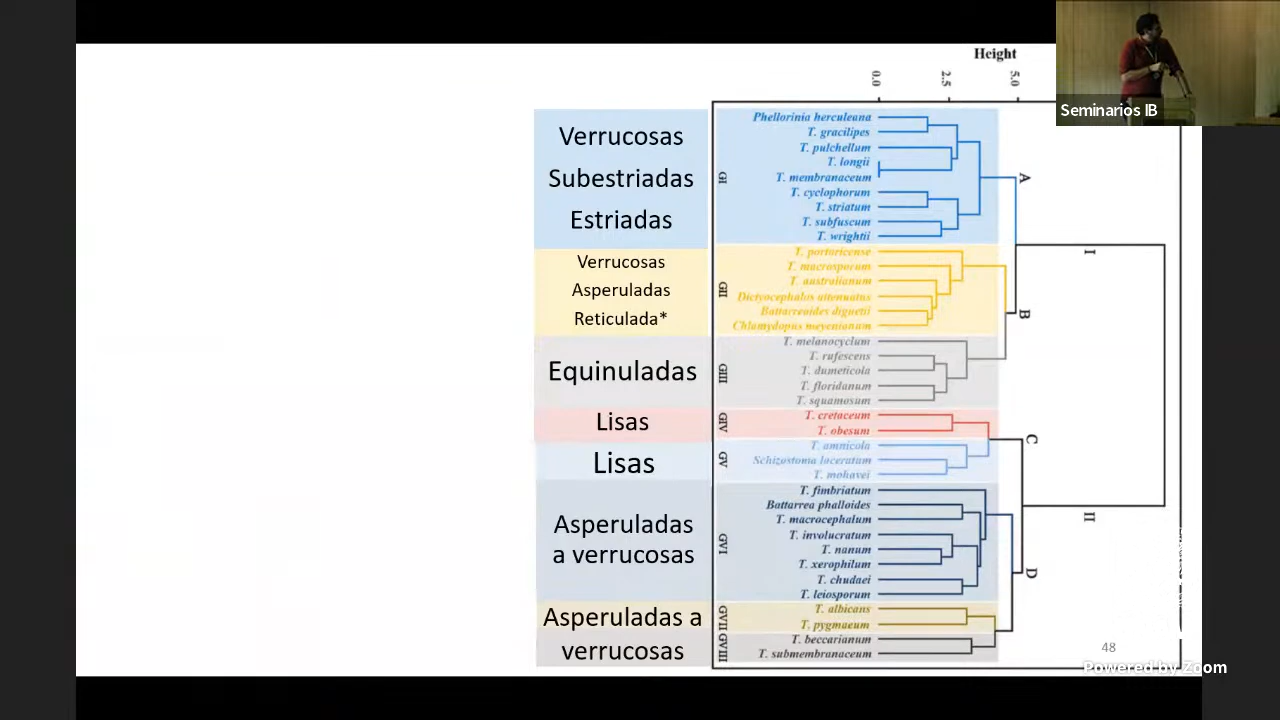 Height
0.0
2.5
5.0
Seminarios IB
Verrucosas
Subestriadas
Estriadas
GI
Phellorinia herculeana
T. gracilipes
T. pulchellum
T. longii
T. membranaceum
T. cyclophorum
T. striatum
T. subfuscum
T. wrightii
A
I
Verrucosas
Asperuladas
Reticulada*
GII
T. portoricense
T. macrosporum
T. australianum
Dictyocephalos attenuatus
Battarreoides diguetii
Chlamydopus meyenianum
B
Equinuladas
GIII
T. melanocyclum
T. rufescens
T. dumeticola
T. floridanum
T. squamosum
Lisas
GIV
T. cretaceum
T. obesum
C
Lisas
GV
T. amnicola
Schizostoma laceratum
T. mohavei
II
Asperuladas
a verrucosas
GVI
T. fimbriatum
Battarrea phalloides
T. macrocephalum
T. involucratum
T. nanum
T. xerophilum
T. chudaei
T. leiosporum
D
Asperuladas a
verrucosas
GVII
T. albicans
T. pygmaeum
GVIII
T. beccarianum
T. submembranaceum
48
Powered by Zoom